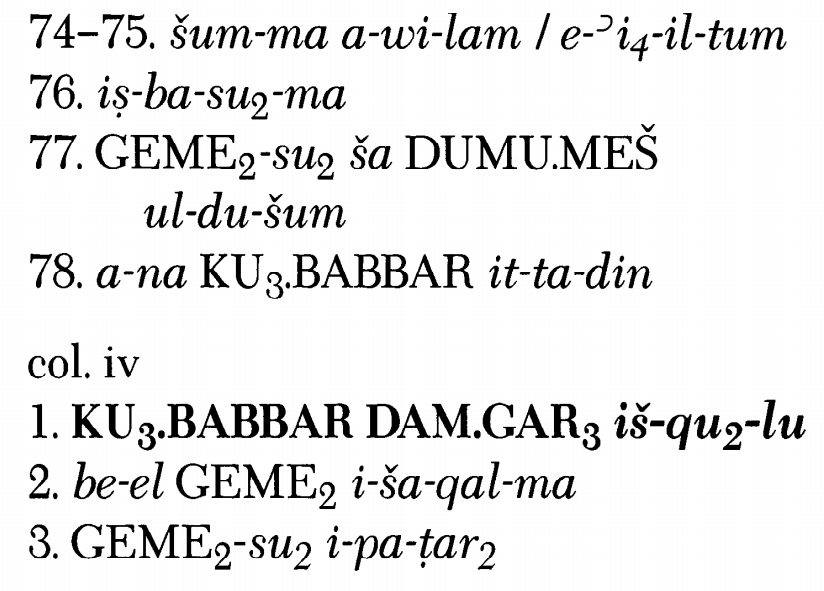 74–75. šum-ma a-wi-lam / e-ᵓi₄-il-tum
76. iṣ-ba-su₂-ma
77. GEME₂-su₂ ša DUMU.MEŠ
ul-du-šum
78. a-na KU₃.BABBAR it-ta-din
col. iv
1. KU₃.BABBAR DAM.GAR₃ iš-qu₂-lu
2. be-el GEME₂ i-ša-qal-ma
3. GEME₂-su₂ i-pa-ṭar₂